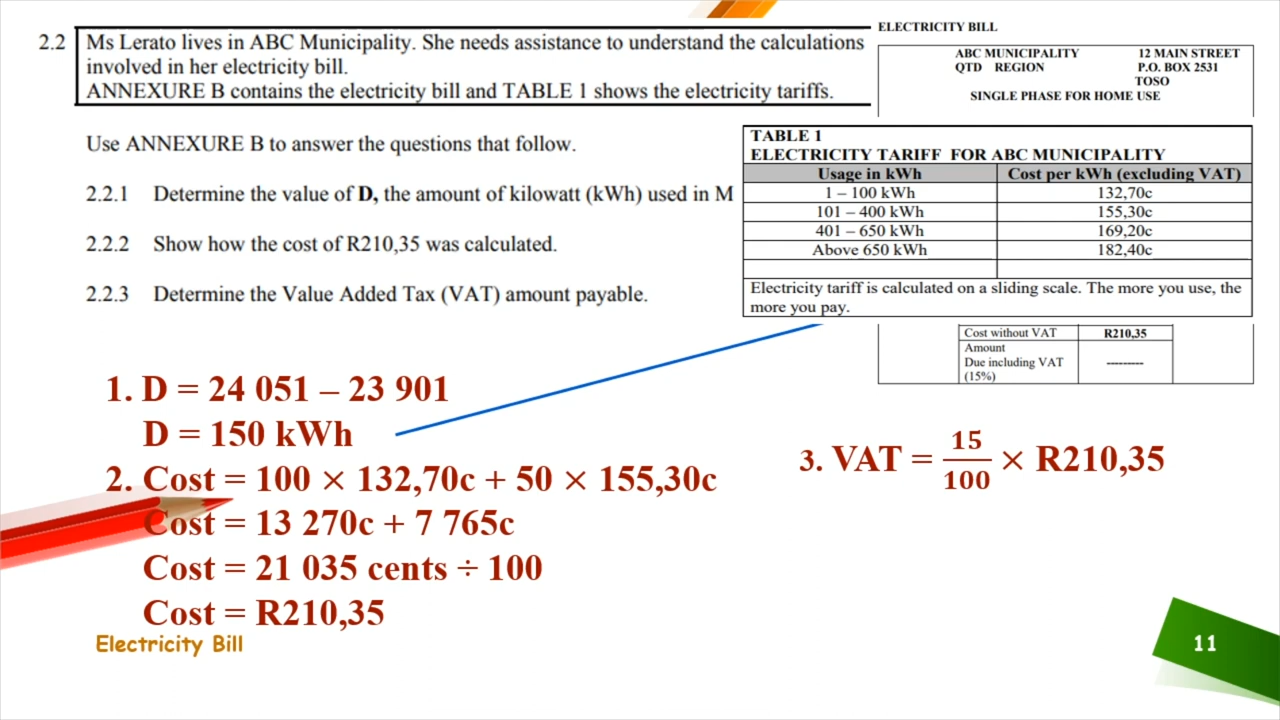 2.2 Ms Lerato lives in ABC Municipality. She needs assistance to understand the calculations
involved in her electricity bill.
ANNEXURE B contains the electricity bill and TABLE 1 shows the electricity tariffs.
Use ANNEXURE B to answer the questions that follow.
2.2.1 Determine the value of D, the amount of kilowatt (kWh) used in M
2.2.2 Show how the cost of R210,35 was calculated.
2.2.3 Determine the Value Added Tax (VAT) amount payable.
ELECTRICITY BILL
ABC MUNICIPALITY 12 MAIN STREET
QTD REGION P.O. BOX 2531
TOSO
SINGLE PHASE FOR HOME USE
TABLE 1
ELECTRICITY TARIFF FOR ABC MUNICIPALITY
Usage in kWh Cost per kWh (excluding VAT)
1 – 100 kWh 132,70c
101 – 400 kWh 155,30c
401 – 650 kWh 169,20c
Above 650 kWh 182,40c
Electricity tariff is calculated on a sliding scale. The more you use, the
more you pay.
Cost without VAT R210,35
Amount
Due including VAT ---------
(15%)
1. D = 24 051 – 23 901
D = 150 kWh
2. Cost = 100 × 132,70c + 50 × 155,30c
Cost = 13 270c + 7 765c
Cost = 21 035 cents ÷ 100
Cost = R210,35
3. VAT = 15/100 × R210,35
Electricity Bill
11